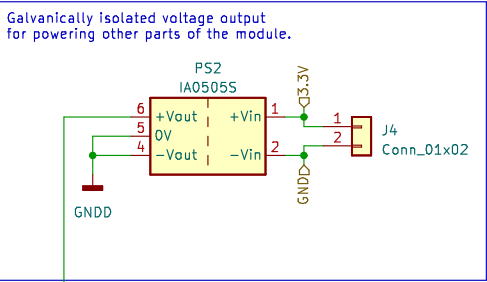 Galvanically isolated voltage output
for powering other parts of the module.
PS2
IA0505S
3.3V
6
+Vout
+Vin
1
5
0V
4
-Vout
-Vin
2
1
2
J4
Conn_01x02
GND
GNDD